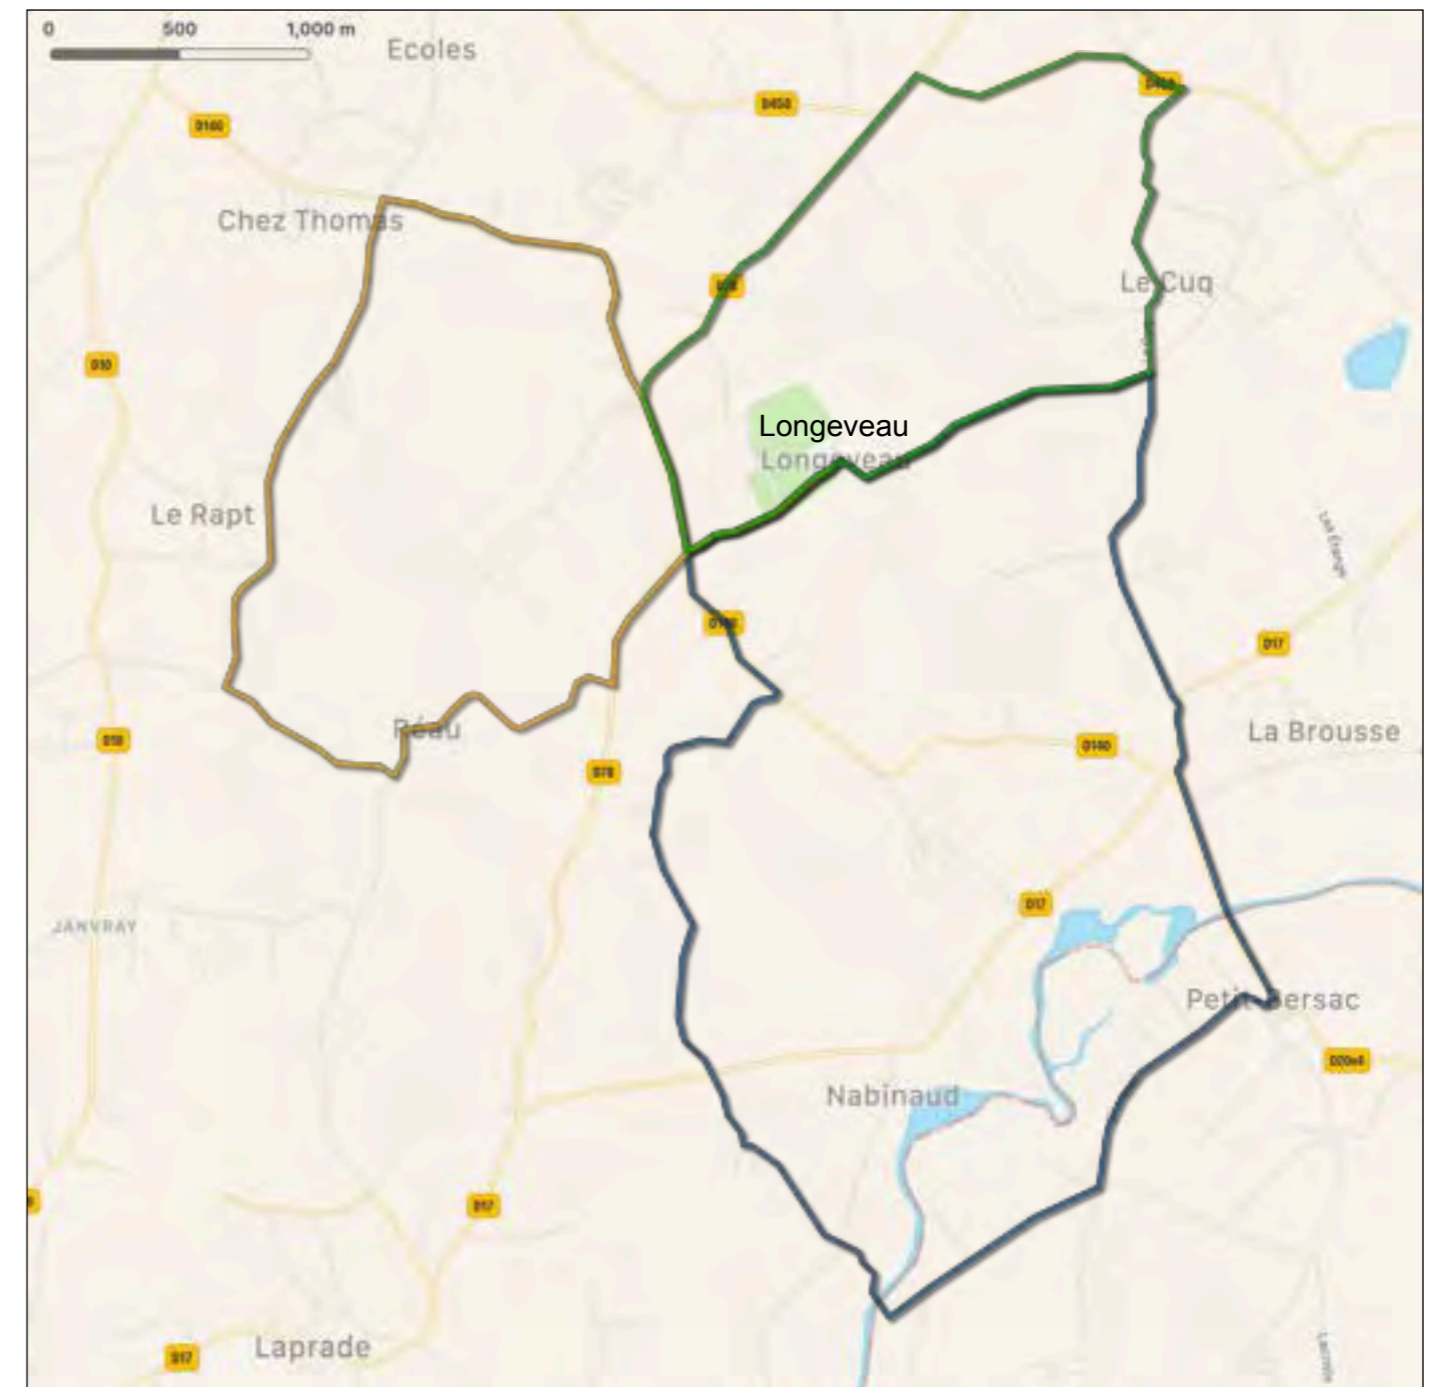 0 500 1,000 m
Ecoles
D450
D160
Chez Thomas
Le Cuq
D10
Longeveau
Longeveau
Le Rapt
D17
Réau
La Brousse
D10
D78
D17
JANVRAY
Petit-Bersac
Nabinaud
D17
Laprade
D17